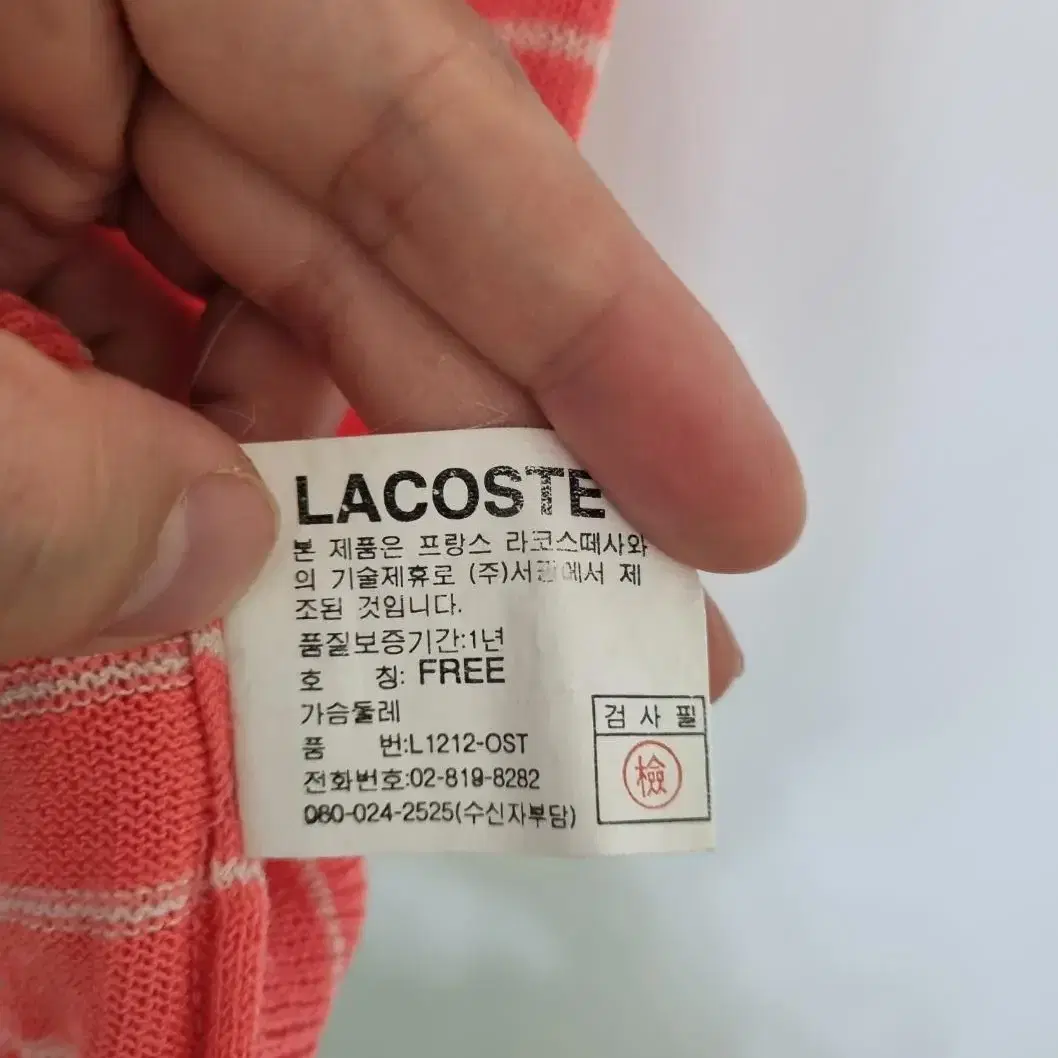 LACOSTE
본 제품은 프랑스 라코스떼사와
의 기술제휴로 (주)서광에서 제
조된 것입니다.
품질보증기간:1년
호 칭: FREE
가슴둘레
품 번:L1212-OST
전화번호:02-819-8282
080-024-2525(수신자부담)
검사필
檢